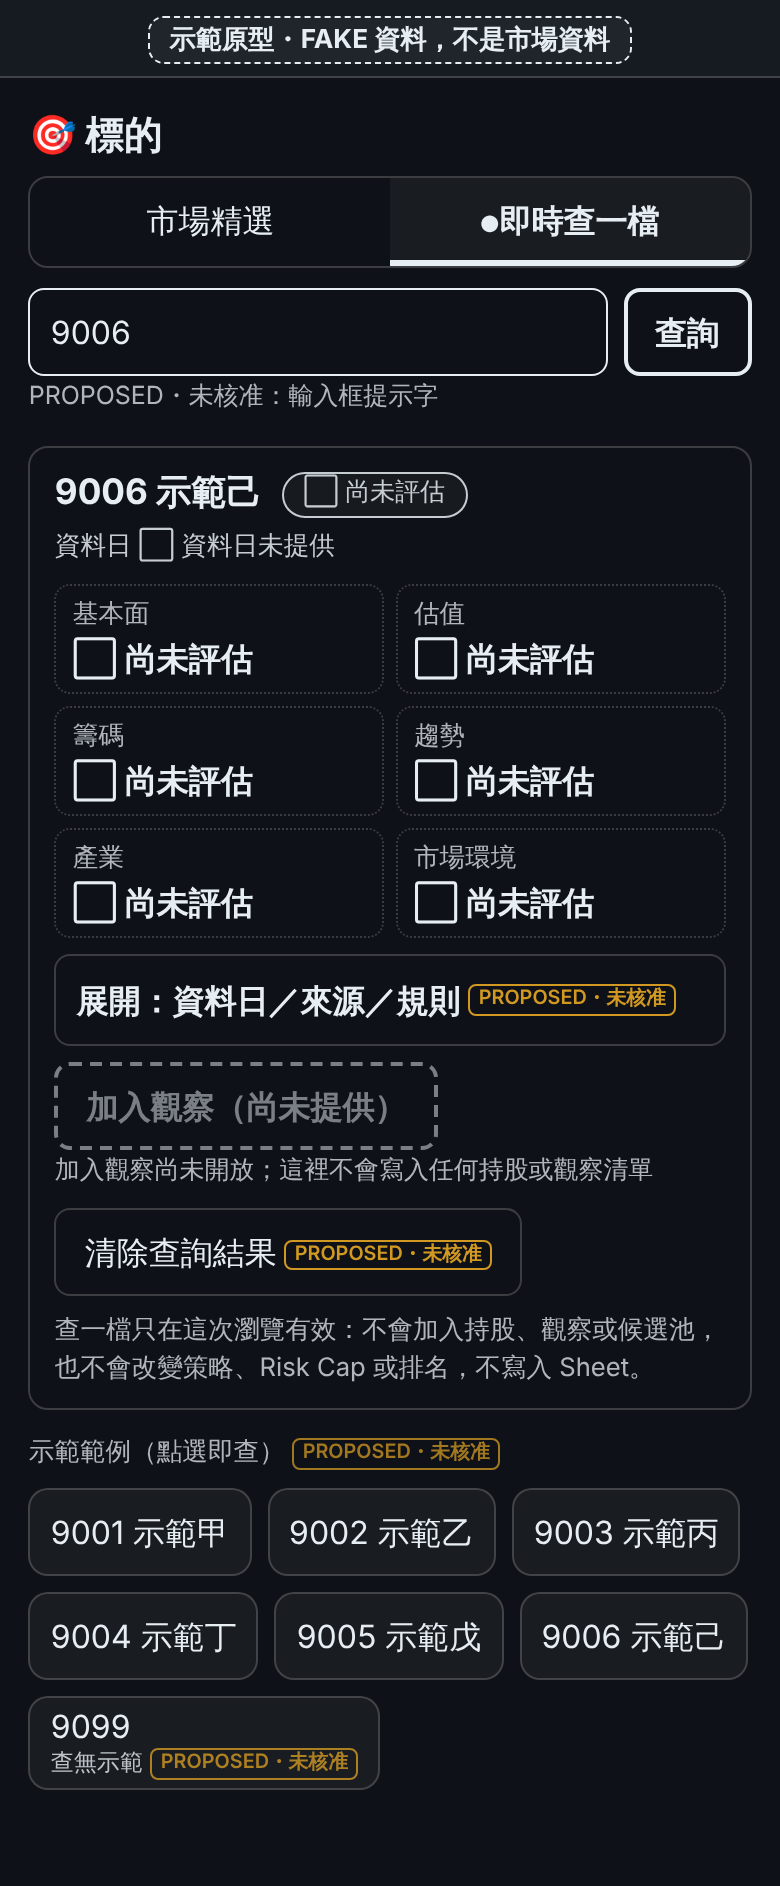 示範原型・FAKE 資料，不是市場資料
🎯 標的
市場精選
●即時查一檔
9006
查詢
PROPOSED・未核准：輸入框提示字
9006 示範己
□ 尚未評估
資料日 □ 資料日未提供
基本面
估值
□ 尚未評估
□ 尚未評估
籌碼
趨勢
□ 尚未評估
□ 尚未評估
產業
市場環境
□ 尚未評估
□ 尚未評估
展開：資料日／來源／規則 PROPOSED・未核准
加入觀察（尚未提供）
加入觀察尚未開放；這裡不會寫入任何持股或觀察清單
清除查詢結果 PROPOSED・未核准
查一檔只在這次瀏覽有效：不會加入持股、觀察或候選池，
也不會改變策略、Risk Cap 或排名，不寫入 Sheet。
示範範例（點選即查） PROPOSED・未核准
9001 示範甲
9002 示範乙
9003 示範丙
9004 示範丁
9005 示範戊
9006 示範己
9099
查無示範 PROPOSED・未核准